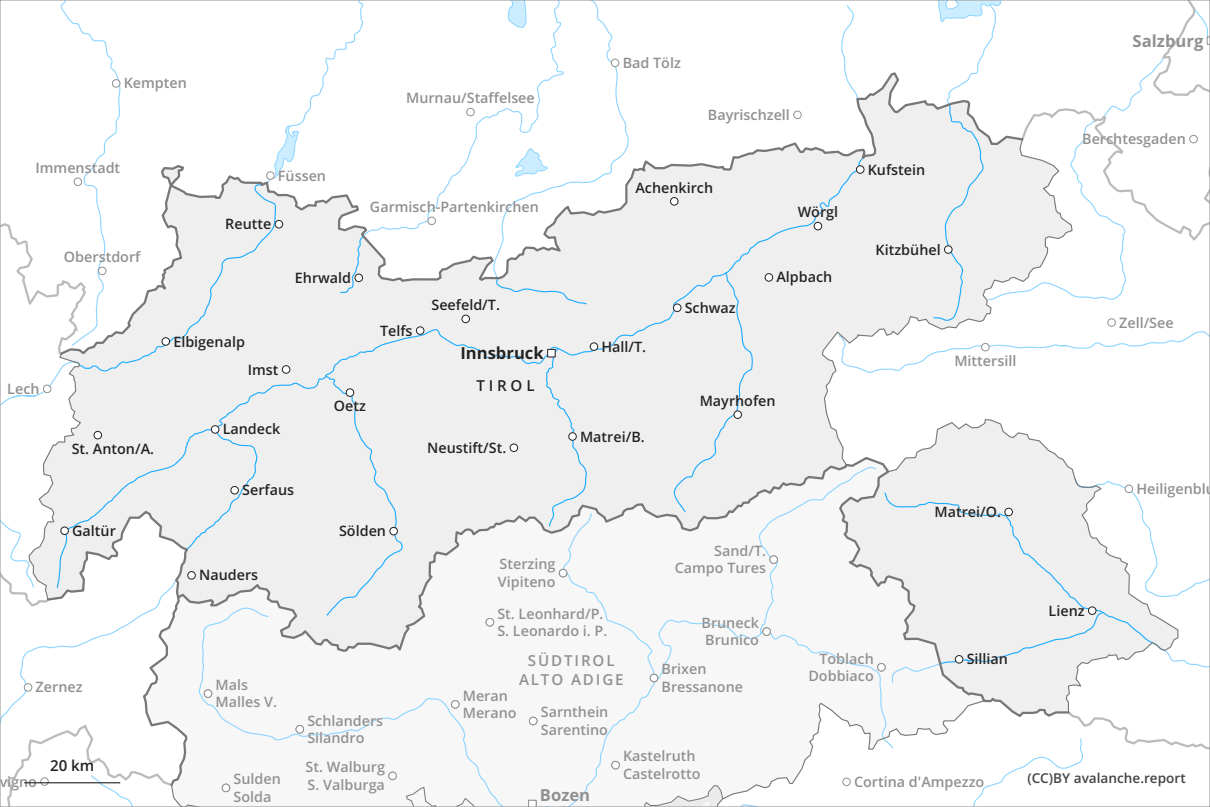 Salzburg
Bad Tölz
Kempten
Murnau/Staffelsee
Bayrischzell
Berchtesgaden
Immenstadt
Füssen
Kufstein
Achenkirch
Garmisch-Partenkirchen
Wörgl
Reutte
Kitzbühel
Oberstdorf
Ehrwald
Alpbach
Seefeld/T.
Schwaz
Zell/See
Telfs
Elbigenalp
Innsbruck
Hall/T.
Mittersill
Imst
TIROL
Lech
Oetz
Mayrhofen
Landeck
Matrei/B.
St. Anton/A.
Neustift/St.
Serfaus
Matrei/O.
Galtür
Sölden
Sand/T.
Campo Tures
Sterzing
Vipiteno
Nauders
Lienz
St. Leonhard/P.
S. Leonardo i. P.
Bruneck
Brunico
SÜDTIROL
ALTO ADIGE
Toblach
Dobbiaco
Sillian
Brixen
Bressanone
Zernez
Mals
Malles V.
Meran
Merano
Sarnthein
Sarentino
Schlanders
Silandro
Kastelruth
Castelrotto
20 km
St. Walburg
S. Valburga
Sulden
Solda
Cortina d'Ampezzo
(CC)BY avalanche.report
Bozen